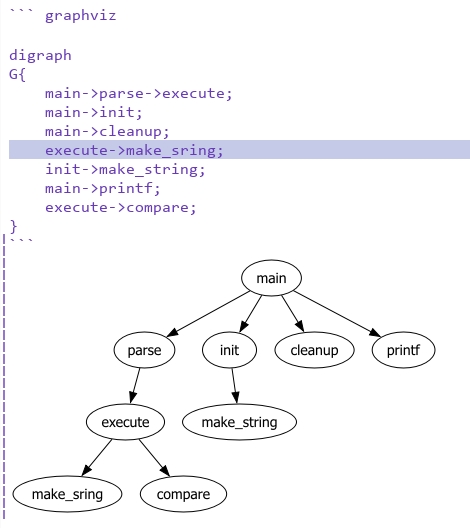 ``` graphviz
digraph
G{
    main->parse->execute;
    main->init;
    main->cleanup;
    execute->make_sring;
    init->make_string;
    main->printf;
    execute->compare;
}
```
main
parse init cleanup printf
execute make_string
make_sring compare